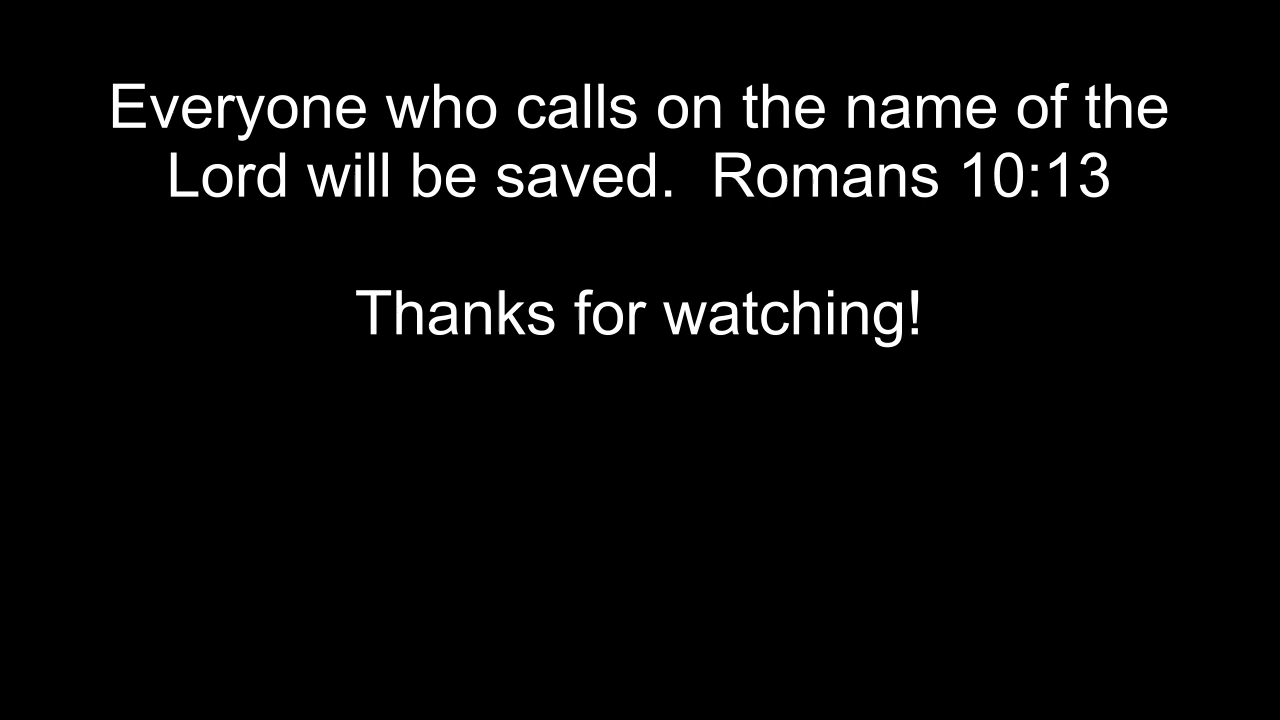 Everyone who calls on the name of the
Lord will be saved.  Romans 10:13
Thanks for watching!